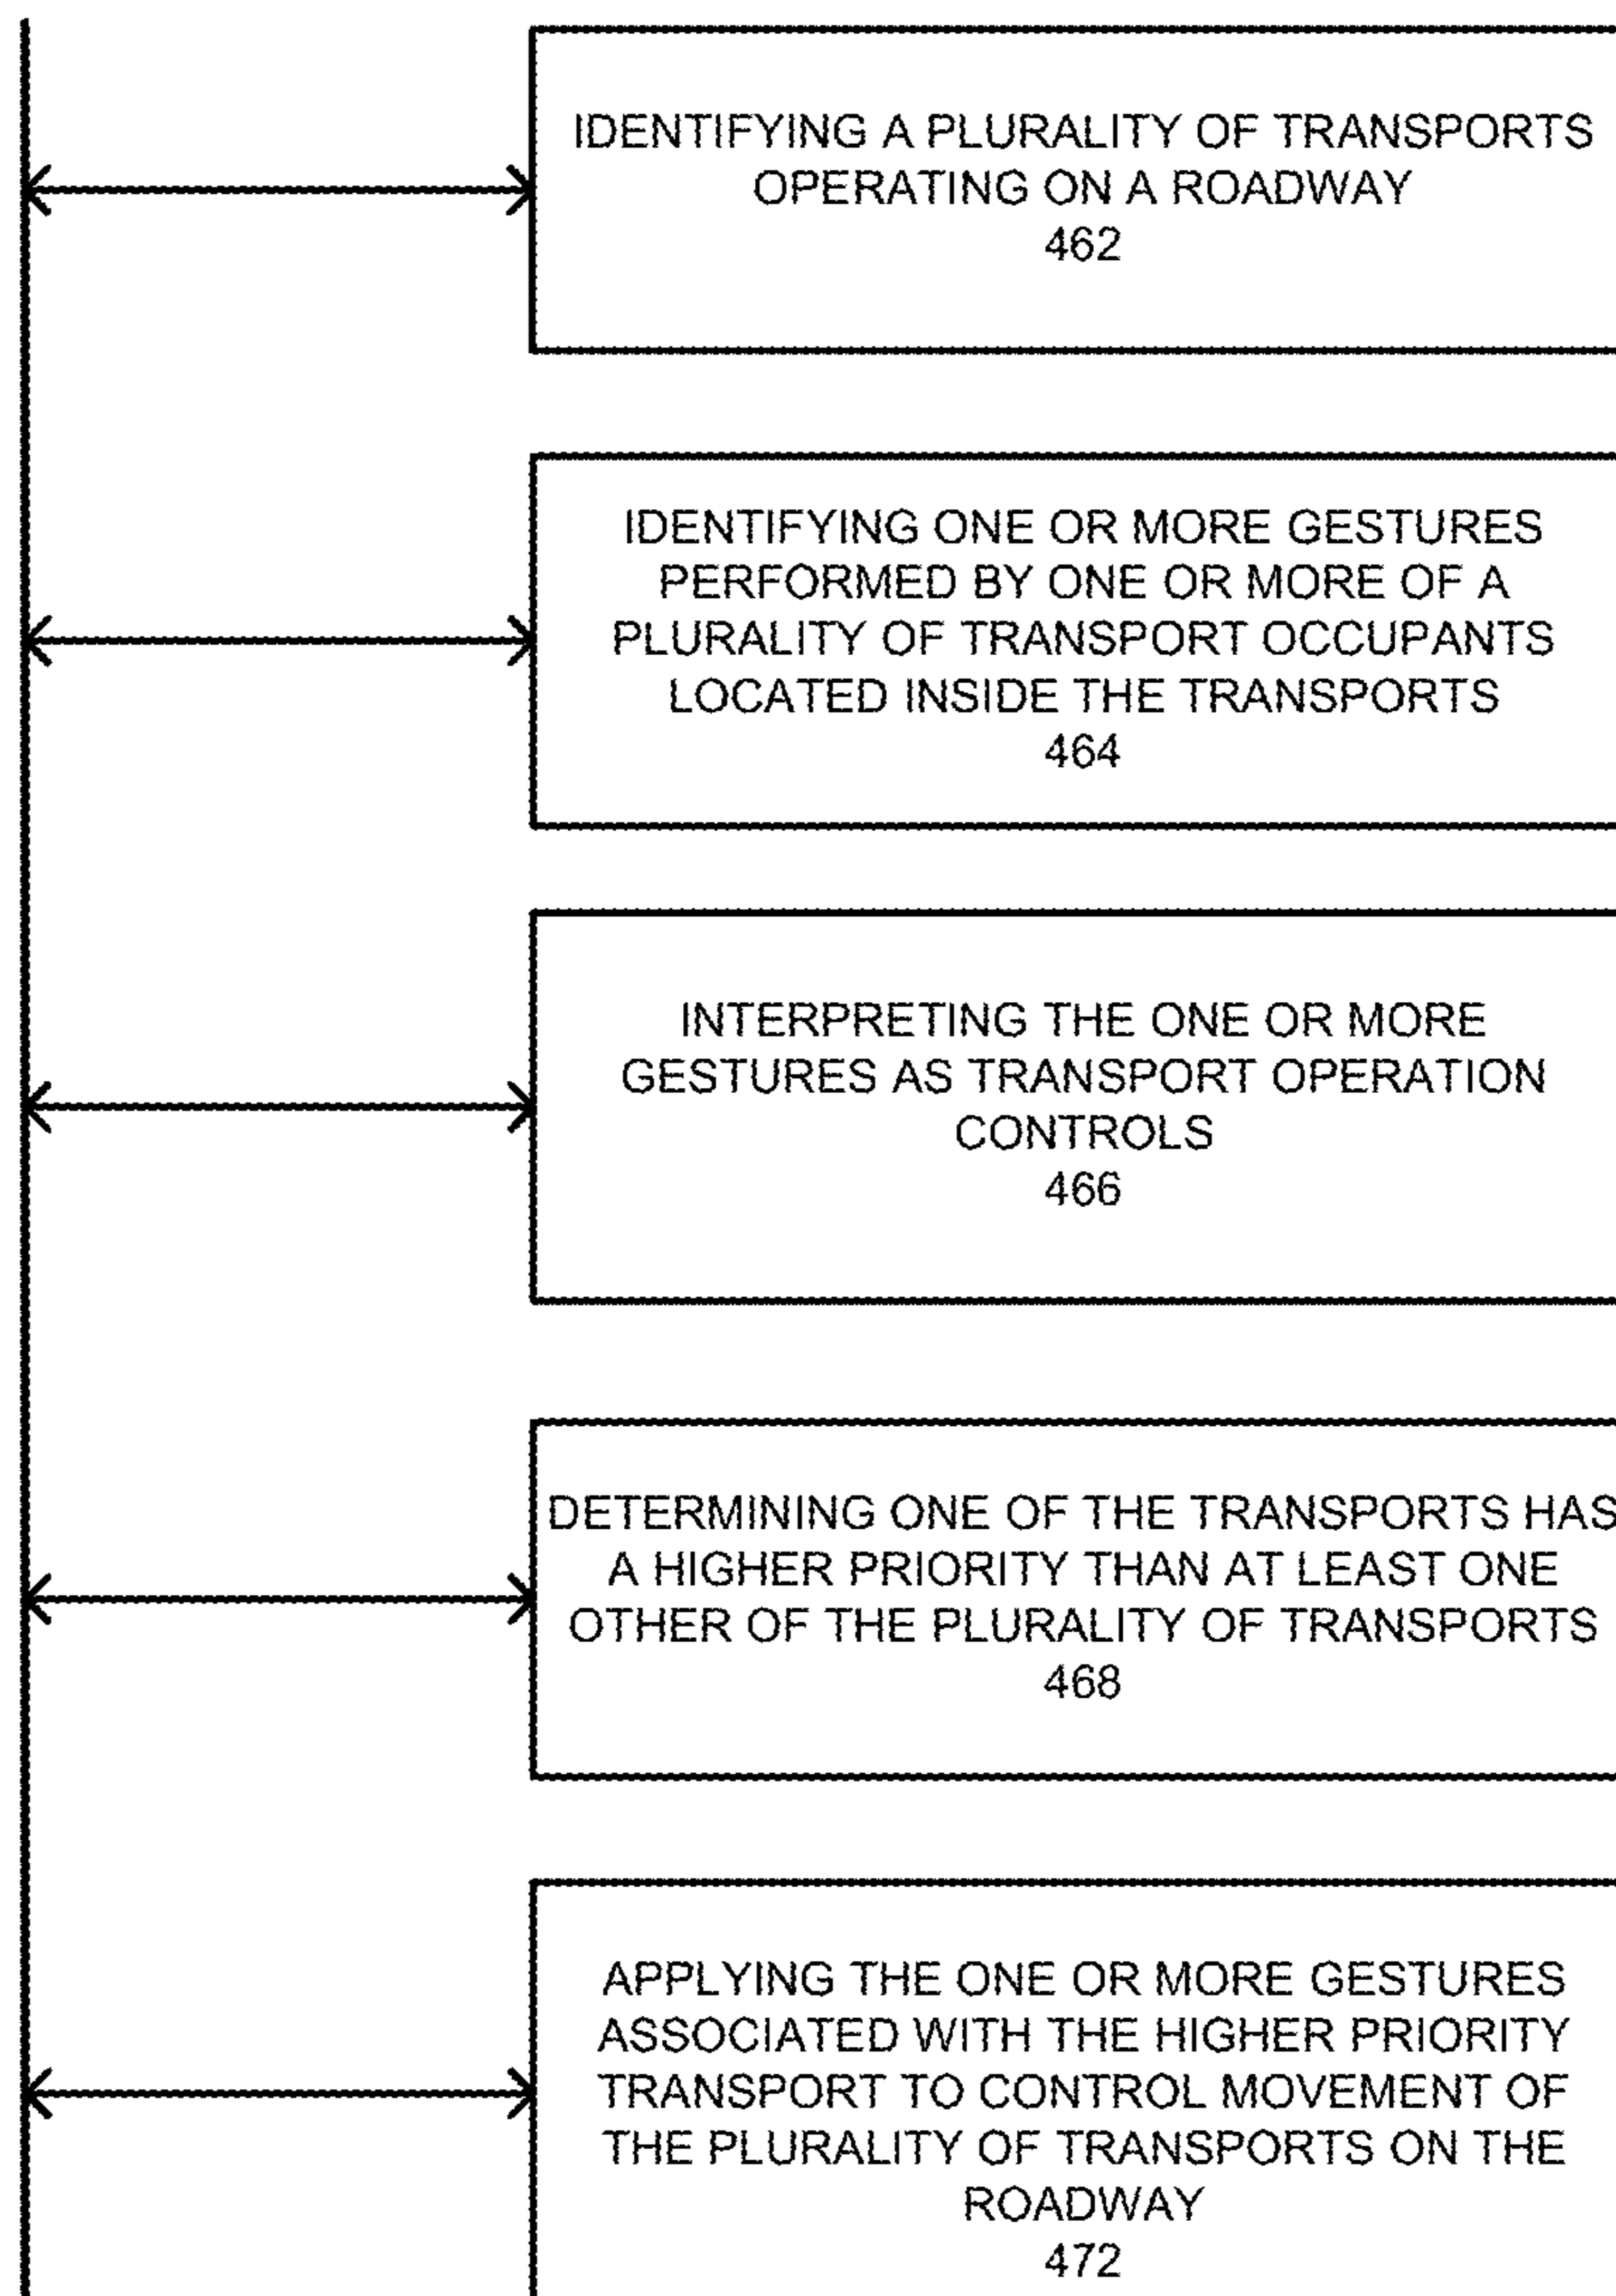 IDENTIFYING A PLURALITY OF TRANSPORTS
OPERATING ON A ROADWAY
462
IDENTIFYING ONE OR MORE GESTURES
PERFORMED BY ONE OR MORE OF A
PLURALITY OF TRANSPORT OCCUPANTS
LOCATED INSIDE THE TRANSPORTS
464
INTERPRETING THE ONE OR MORE
GESTURES AS TRANSPORT OPERATION
CONTROLS
466
DETERMINING ONE OF THE TRANSPORTS HAS
A HIGHER PRIORITY THAN AT LEAST ONE
OTHER OF THE PLURALITY OF TRANSPORTS
468
APPLYING THE ONE OR MORE GESTURES
ASSOCIATED WITH THE HIGHER PRIORITY
TRANSPORT TO CONTROL MOVEMENT OF
THE PLURALITY OF TRANSPORTS ON THE
ROADWAY
472